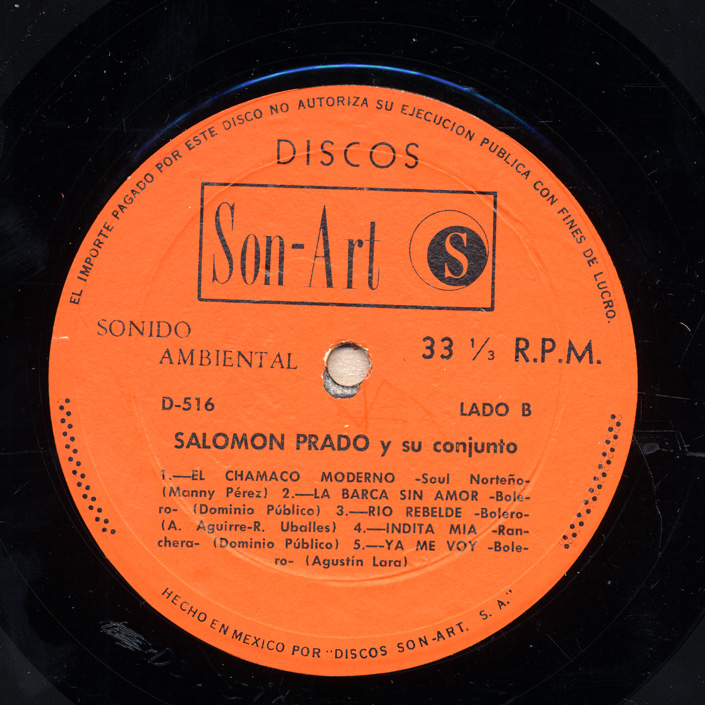 EL IMPORTE PAGADO POR ESTE DISCO NO AUTORIZA SU EJECUCION PUBLICA CON FINES DE LUCRO.
DISCOS
Son-Art S
SONIDO
AMBIENTAL
33 1/3 R.P.M.
D-516
LADO B
SALOMON PRADO y su conjunto
1.—EL CHAMACO MODERNO -Soul Norteño-
(Manny Pérez) 2.—LA BARCA SIN AMOR -Bole-
ro- (Dominio Público) 3.—RIO REBELDE -Bolero-
(A. Aguirre-R. Uballes) 4.—INDITA MIA -Ran-
chera- (Dominio Público) 5.—YA ME VOY -Bole-
ro- (Agustín Lara)
HECHO EN MEXICO POR "DISCOS SON-ART, S. A."